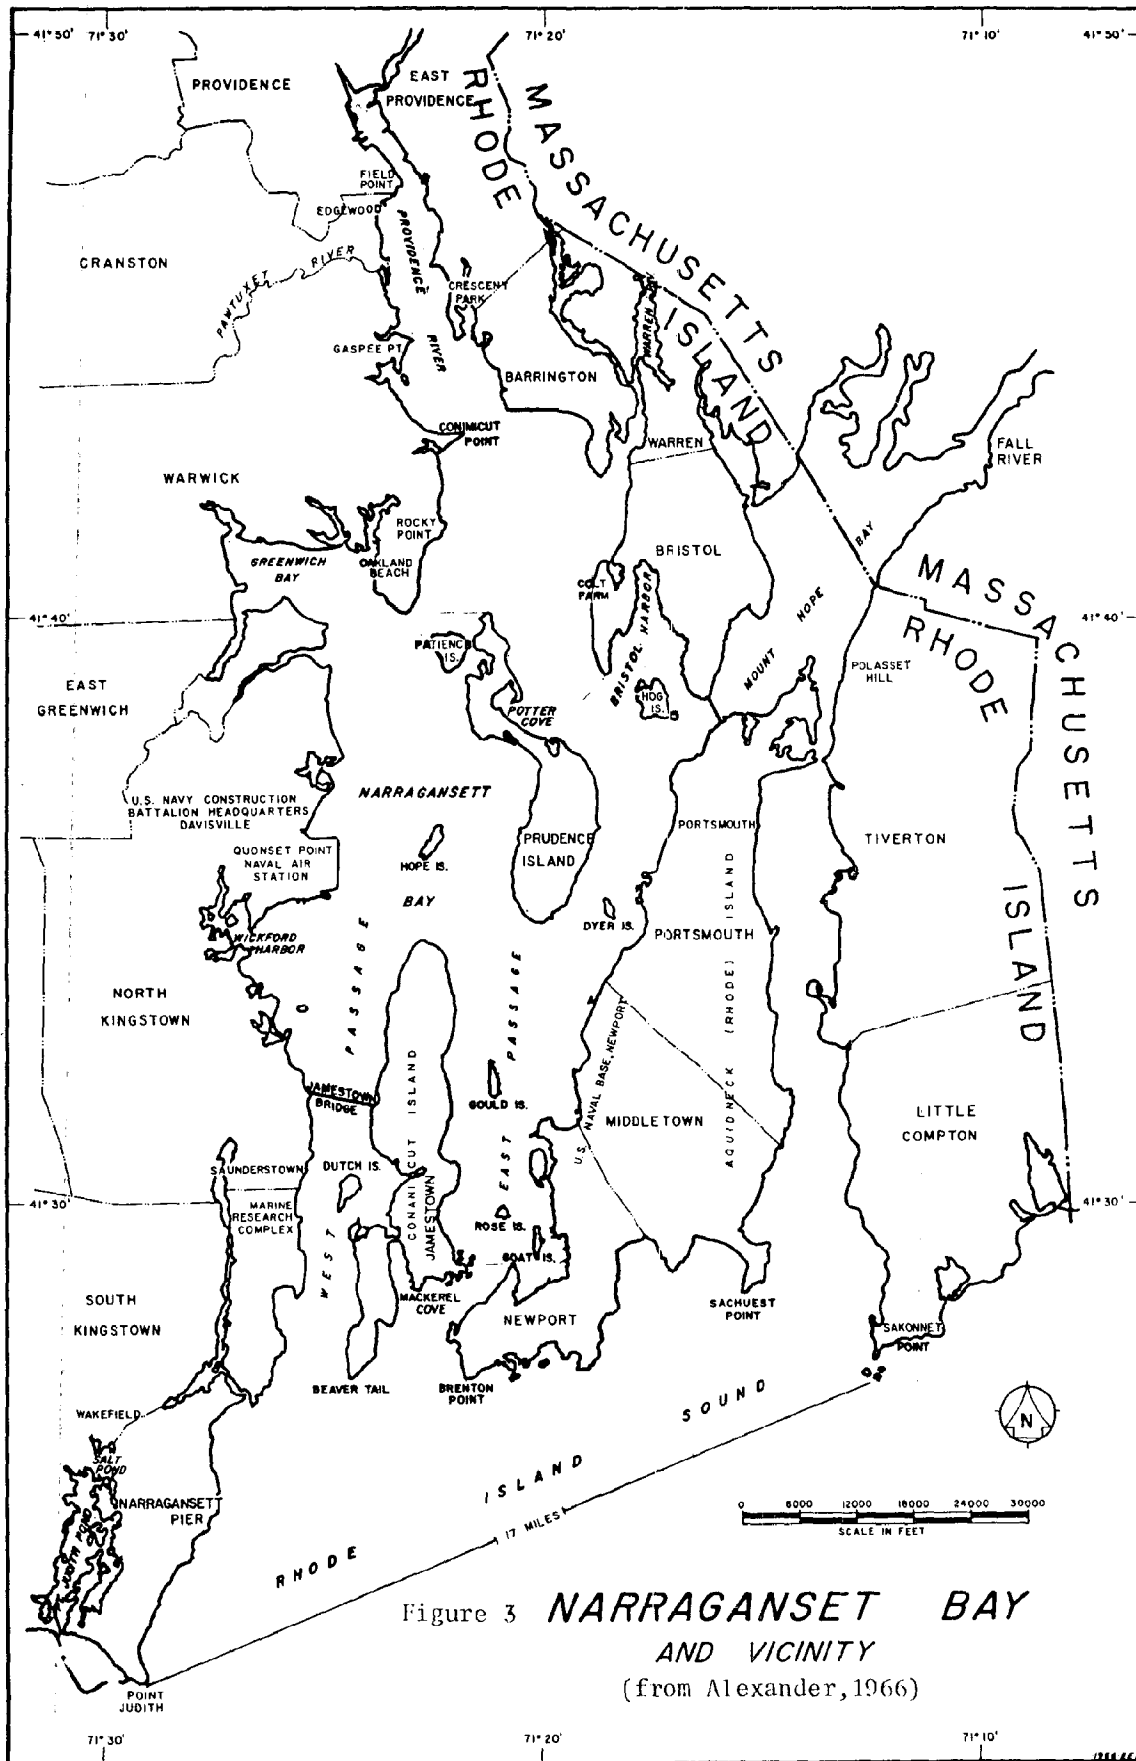 41° 50' 71° 30' 71° 20' 71° 10' 41° 50'
PROVIDENCE
EAST
PROVIDENCE
RHODE
ISLAND
MASSACHUSETTS
FIELD
POINT
EDGEWOOD
PROVIDENCE
RIVER
CRANSTON
PAWTUXET RIVER
CRESCENT
PARK
WARREN
GASPEE PT.
BARRINGTON
CONIMICUT
POINT
WARREN
FALL
RIVER
WARWICK
ROCKY
POINT
GREENWICH
BAY
OAKLAND
BEACH
BRISTOL
COLT
FARM
BRISTOL HARBOR
MOUNT HOPE BAY
MASSACHUSETTS
RHODE
ISLAND
41° 40' 41° 40'
PATIENCE
IS.
HOG
IS.
POLASSET
HILL
EAST
GREENWICH
POTTER
COVE
U.S. NAVY CONSTRUCTION
BATTALION HEADQUARTERS
DAVISVILLE
NARRAGANSETT
BAY
QUONSET POINT
NAVAL AIR
STATION
HOPE IS.
PRUDENCE
ISLAND
PORTSMOUTH
TIVERTON
DYER IS.
PORTSMOUTH
WICKFORD
HARBOR
NORTH
KINGSTOWN
WEST PASSAGE
EAST PASSAGE
AQUIDNECK (RHODE) ISLAND
U.S. NAVAL BASE, NEWPORT
JAMESTOWN
BRIDGE
CONANICUT ISLAND
JAMESTOWN
GOULD IS.
MIDDLETOWN
LITTLE
COMPTON
SAUNDERSTOWN
DUTCH IS.
41° 30' 41° 30'
MARINE
RESEARCH
COMPLEX
ROSE IS.
GOAT IS.
SOUTH
KINGSTOWN
MACKEREL
COVE
NEWPORT
SACHUEST
POINT
SAKONNET
POINT
BEAVER TAIL
BRENTON
POINT
WAKEFIELD
SALT
POND
JUDITH POND
NARRAGANSETT
PIER
RHODE ISLAND SOUND
17 MILES
N
0 6000 12000 18000 24000 30000
SCALE IN FEET
POINT
JUDITH
Figure 3 NARRAGANSET BAY
AND VICINITY
(from Alexander, 1966)
71° 30' 71° 20' 71° 10'